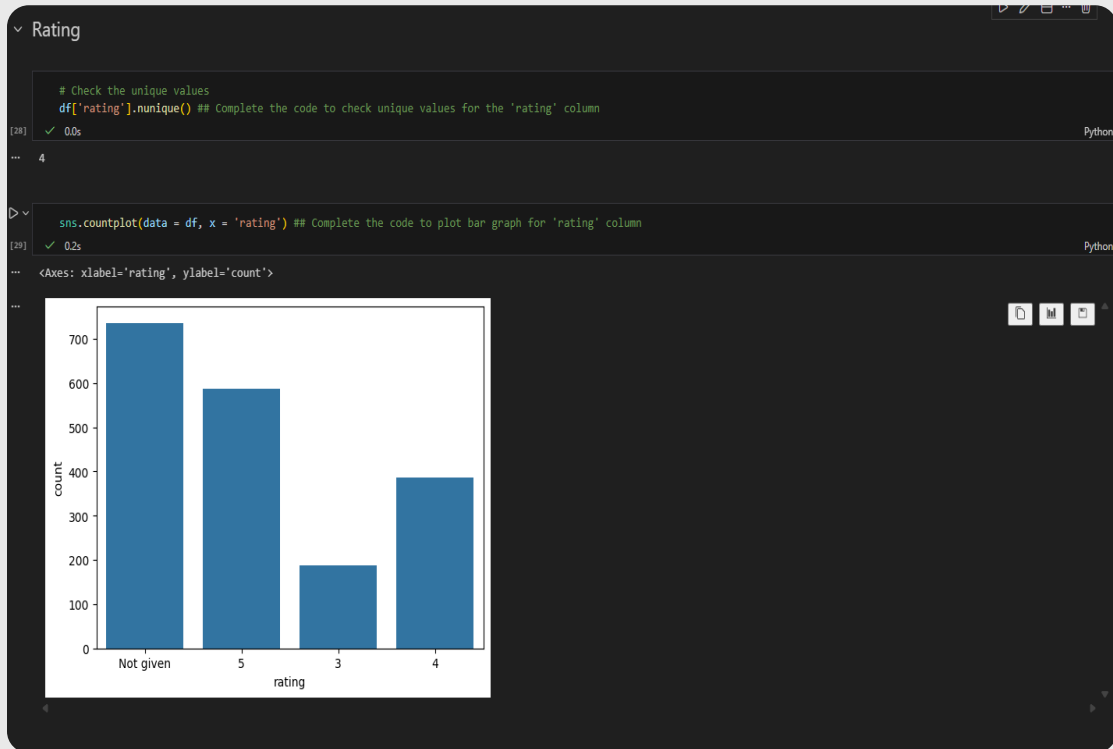 Rating
# Check the unique values
df['rating'].nunique() ## Complete the code to check unique values for the 'rating' column
[28]
0.0s
Python
4
sns.countplot(data = df, x = 'rating') ## Complete the code to plot bar graph for 'rating' column
[29]
0.2s
Python
<Axes: xlabel='rating', ylabel='count'>
700
600
500
400
300
200
100
0
count
Not given 5 3 4
rating